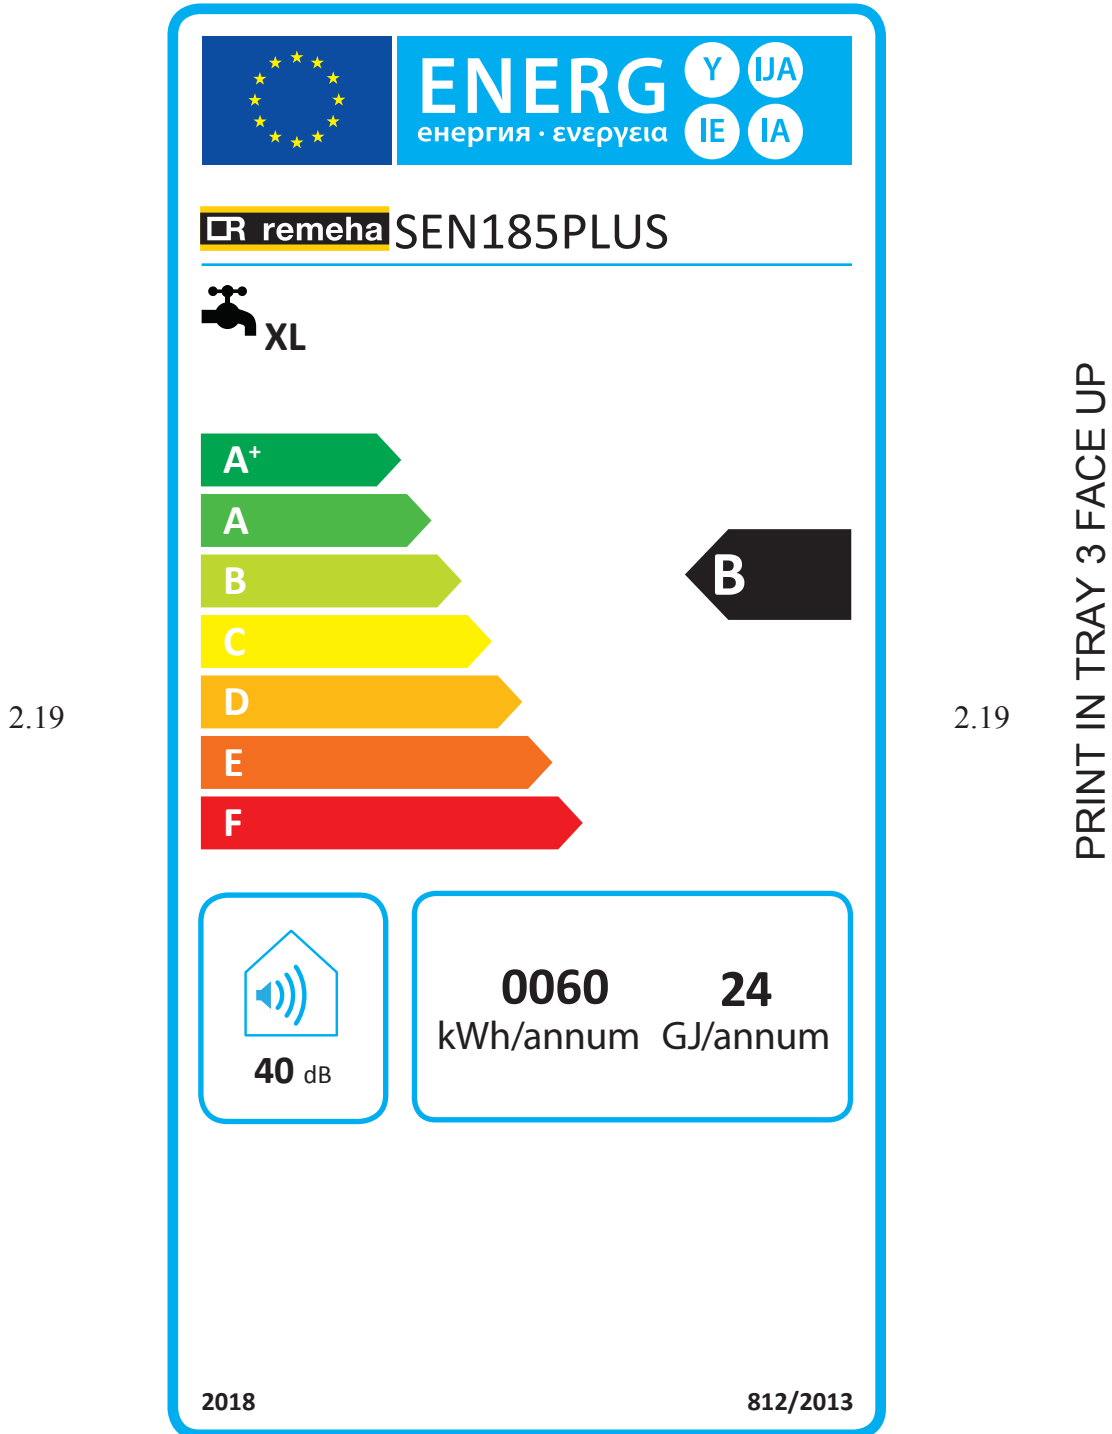 ENERG
Y IJA
енергия · ενεργεια
IE IA
R remeha SEN185PLUS
XL
A+
A
B
B
C
D
E
F
2.19
2.19
PRINT IN TRAY 3 FACE UP
0060 24
kWh/annum GJ/annum
40 dB
2018 812/2013